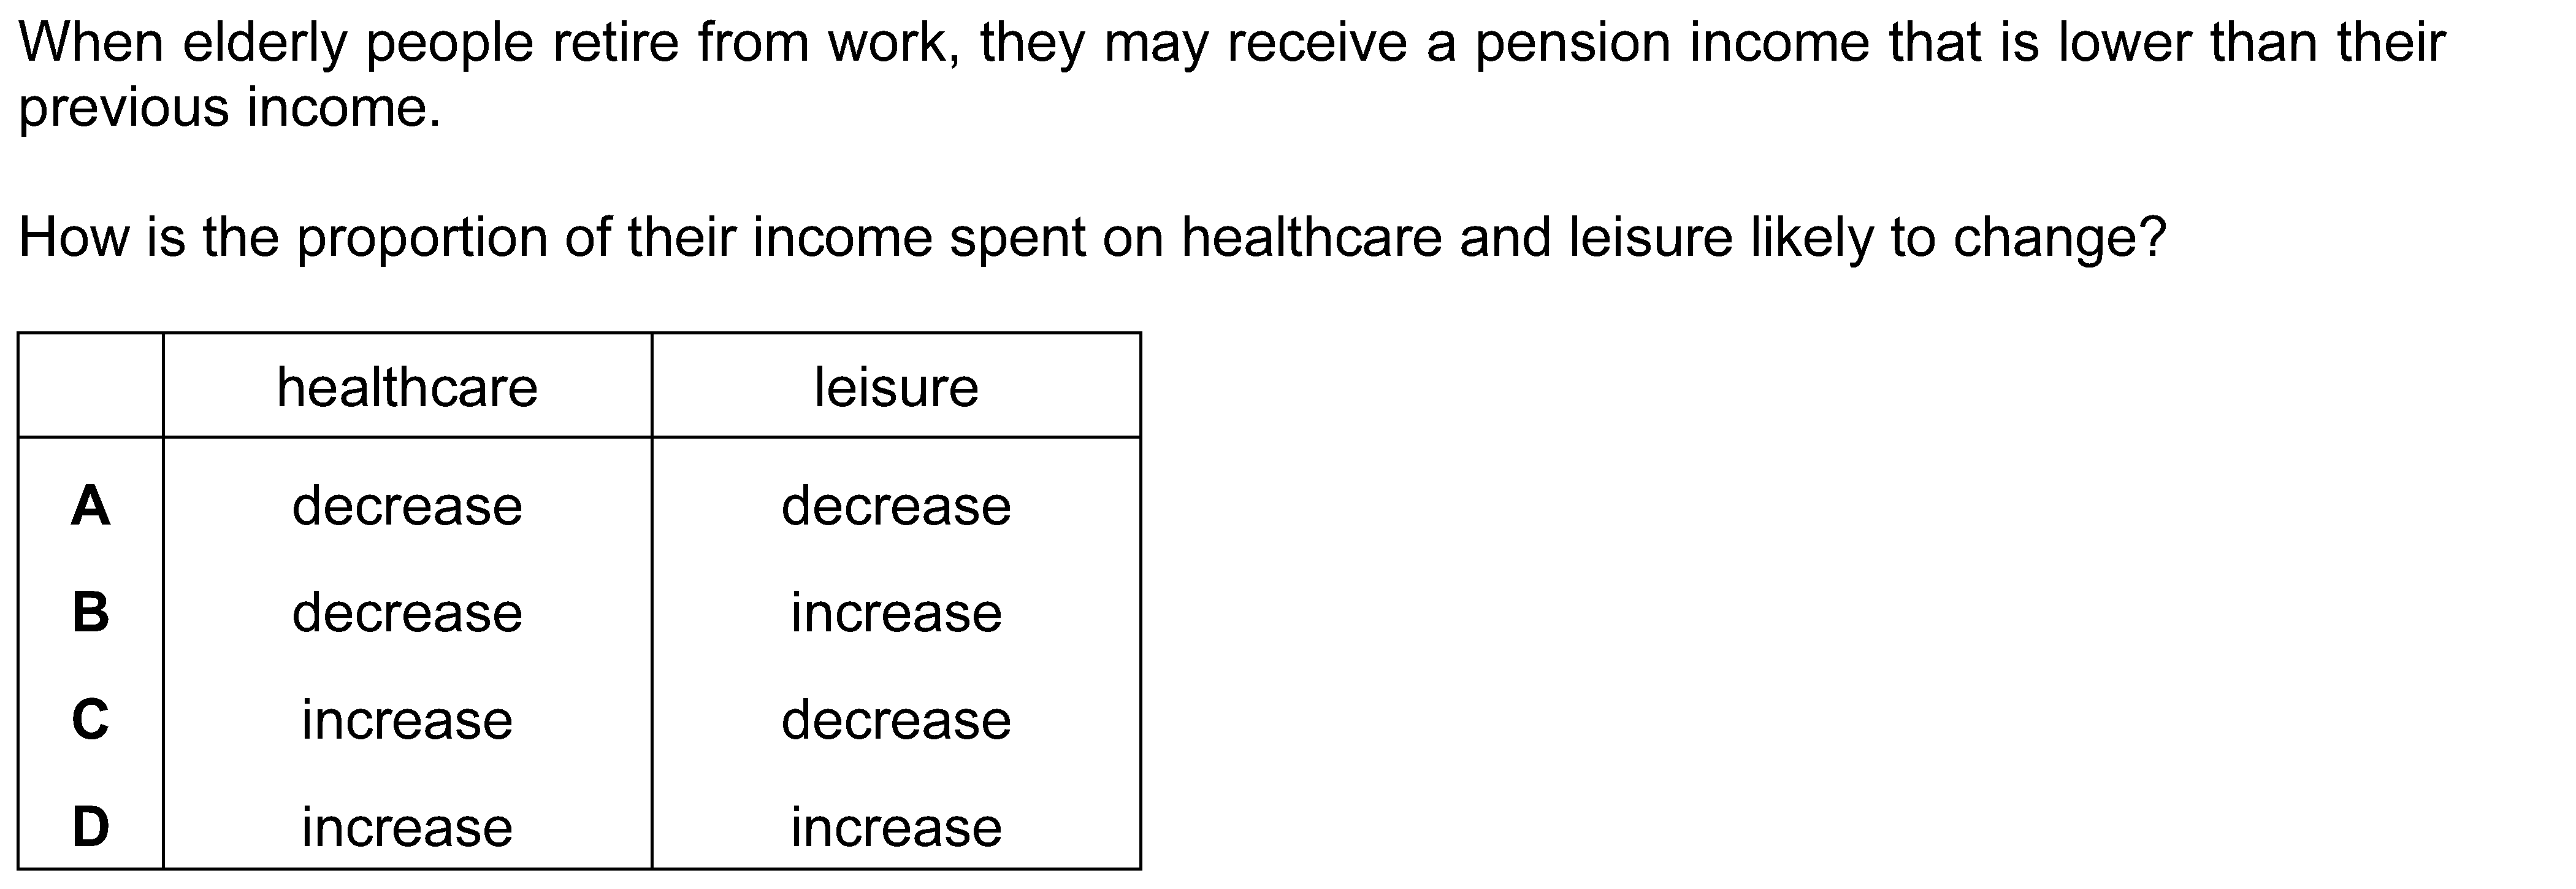 When elderly people retire from work, they may receive a pension income that is lower than their
previous income.
How is the proportion of their income spent on healthcare and leisure likely to change?
healthcare leisure
A decrease decrease
B decrease increase
C increase decrease
D increase increase